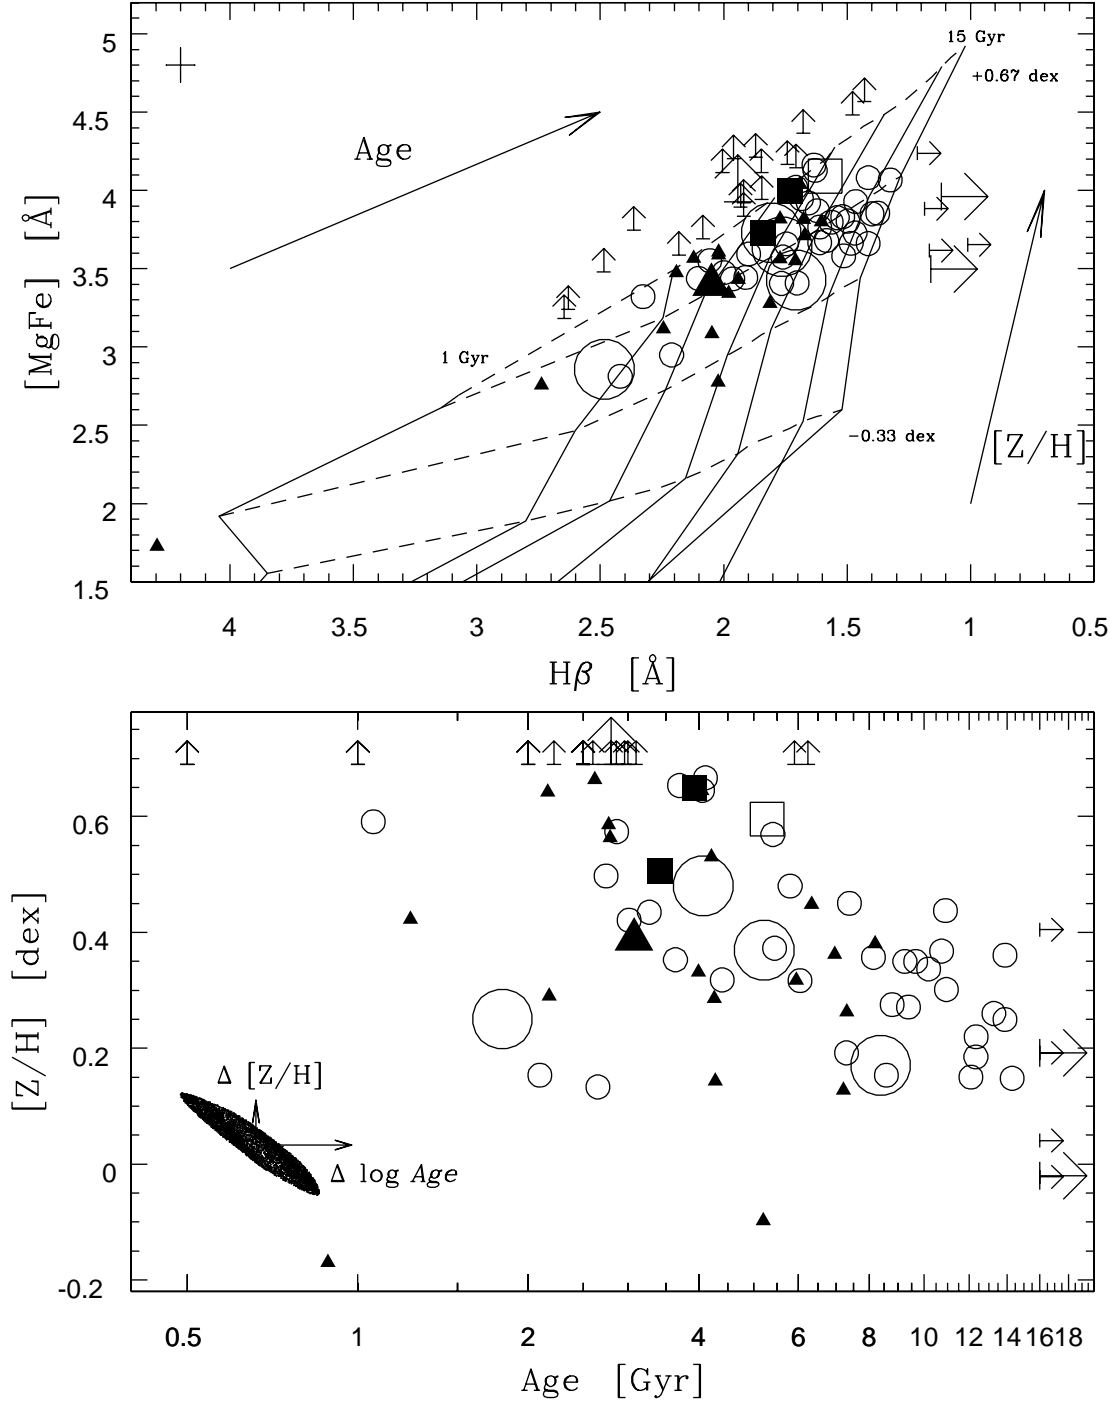 5
4.5
4
3.5
3
2.5
2
1.5
[MgFe] [Å]
Age
15 Gyr
+0.67 dex
1 Gyr
-0.33 dex
[Z/H]
4
3.5
3
2.5
2
1.5
1
0.5
Hβ [Å]
0.6
0.4
0.2
0
-0.2
[Z/H] [dex]
Δ [Z/H]
Δ log Age
0.5
1
2
4
6
8
10
12
14
16
18
Age [Gyr]